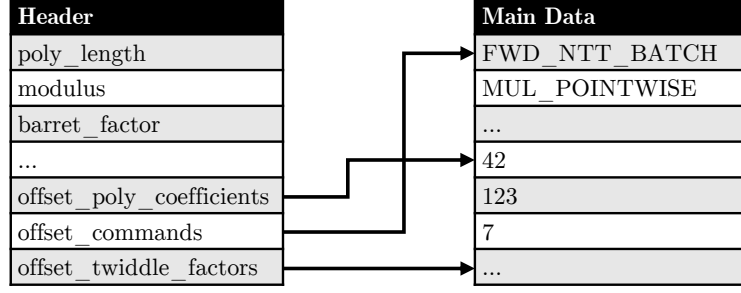 Header
poly_length
modulus
barret_factor
...
offset_poly_coefficients
offset_commands
offset_twiddle_factors
Main Data
FWD_NTT_BATCH
MUL_POINTWISE
...
42
123
7
...